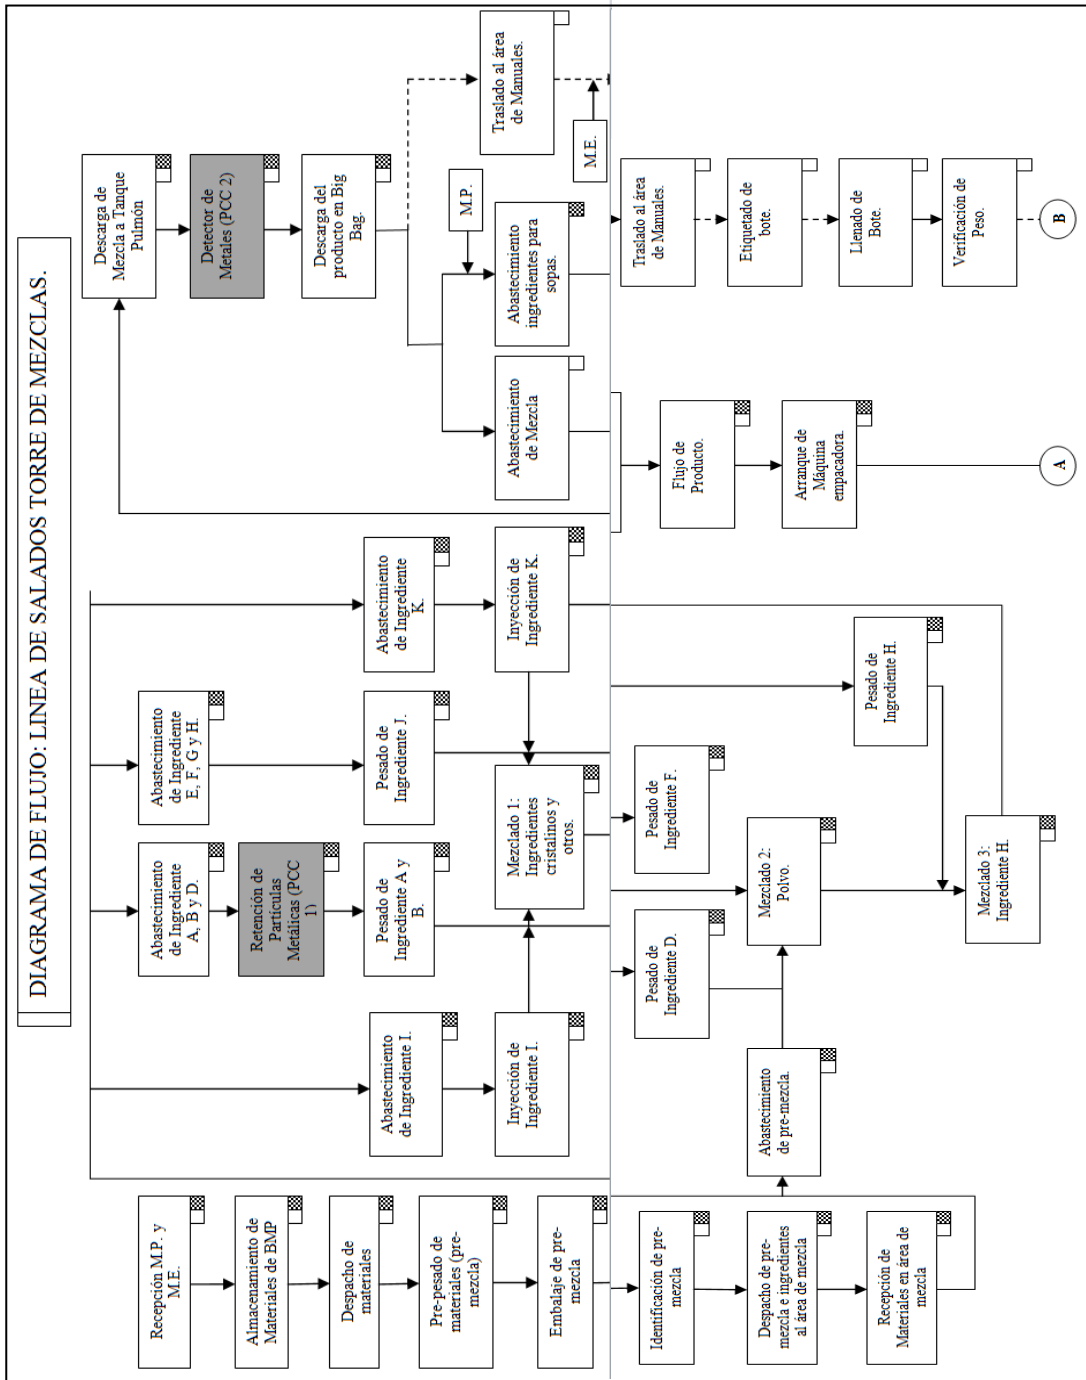 DIAGRAMA DE FLUJO: LINEA DE SALADOS TORRE DE MEZCLAS.
Recepción M.P. y
M.E.
Almacenamiento de
Materiales de BMP
Despacho de
materiales
Pre-pesado de
materiales (pre-
mezcla)
Embalaje de pre-
mezcla
Identificación de pre-
mezcla
Despacho de pre-
mezcla e ingredientes
al área de mezcla
Recepción de
Materiales en área de
mezcla
Abastecimiento
de Ingrediente I.
Inyección de
Ingrediente I.
Abastecimiento
de pre-mezcla.
Abastecimiento
de Ingrediente
A, B y D.
Retención de
Partículas
Metálicas (PCC
1)
Pesado de
Ingrediente A y
B.
Pesado de
Ingrediente D.
Abastecimiento
de Ingrediente
E, F, G y H.
Pesado de
Ingrediente J.
Mezclado 1:
Ingredientes
cristalinos y
otros.
Pesado de
Ingrediente F.
Mezclado 2:
Polvo.
Mezclado 3:
Ingrediente H.
Abastecimiento
de Ingrediente
K.
Inyección de
Ingrediente K.
Pesado de
Ingrediente H.
Descarga de
Mezcla a Tanque
Pulmón
Detector de
Metales (PCC 2)
Descarga del
producto en Big
Bag.
Abastecimiento
de Mezcla
M.P.
Abastecimiento
ingredientes para
sopas.
Traslado al área
de Manuales.
M.E.
Flujo de
Producto.
Arranque de
Máquina
empacadora.
A
Traslado al área
de Manuales.
Etiquetado de
bote.
Llenado de
Bote.
Verificación de
Peso.
B